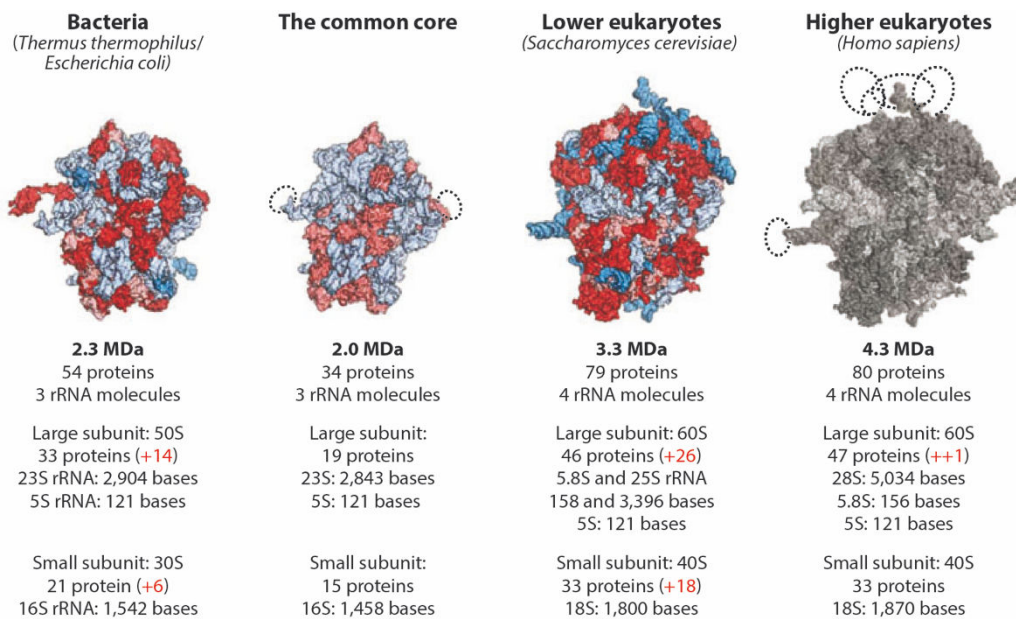 Bacteria
(Thermus thermophilus/
Escherichia coli)
2.3 MDa
54 proteins
3 rRNA molecules
Large subunit: 50S
33 proteins (+14)
23S rRNA: 2,904 bases
5S rRNA: 121 bases
Small subunit: 30S
21 protein (+6)
16S rRNA: 1,542 bases
The common core
2.0 MDa
34 proteins
3 rRNA molecules
Large subunit:
19 proteins
23S: 2,843 bases
5S: 121 bases
Small subunit:
15 proteins
16S: 1,458 bases
Lower eukaryotes
(Saccharomyces cerevisiae)
3.3 MDa
79 proteins
4 rRNA molecules
Large subunit: 60S
46 proteins (+26)
5.8S and 25S rRNA
158 and 3,396 bases
5S: 121 bases
Small subunit: 40S
33 proteins (+18)
18S: 1,800 bases
Higher eukaryotes
(Homo sapiens)
4.3 MDa
80 proteins
4 rRNA molecules
Large subunit: 60S
47 proteins (++1)
28S: 5,034 bases
5.8S: 156 bases
5S: 121 bases
Small subunit: 40S
33 proteins
18S: 1,870 bases